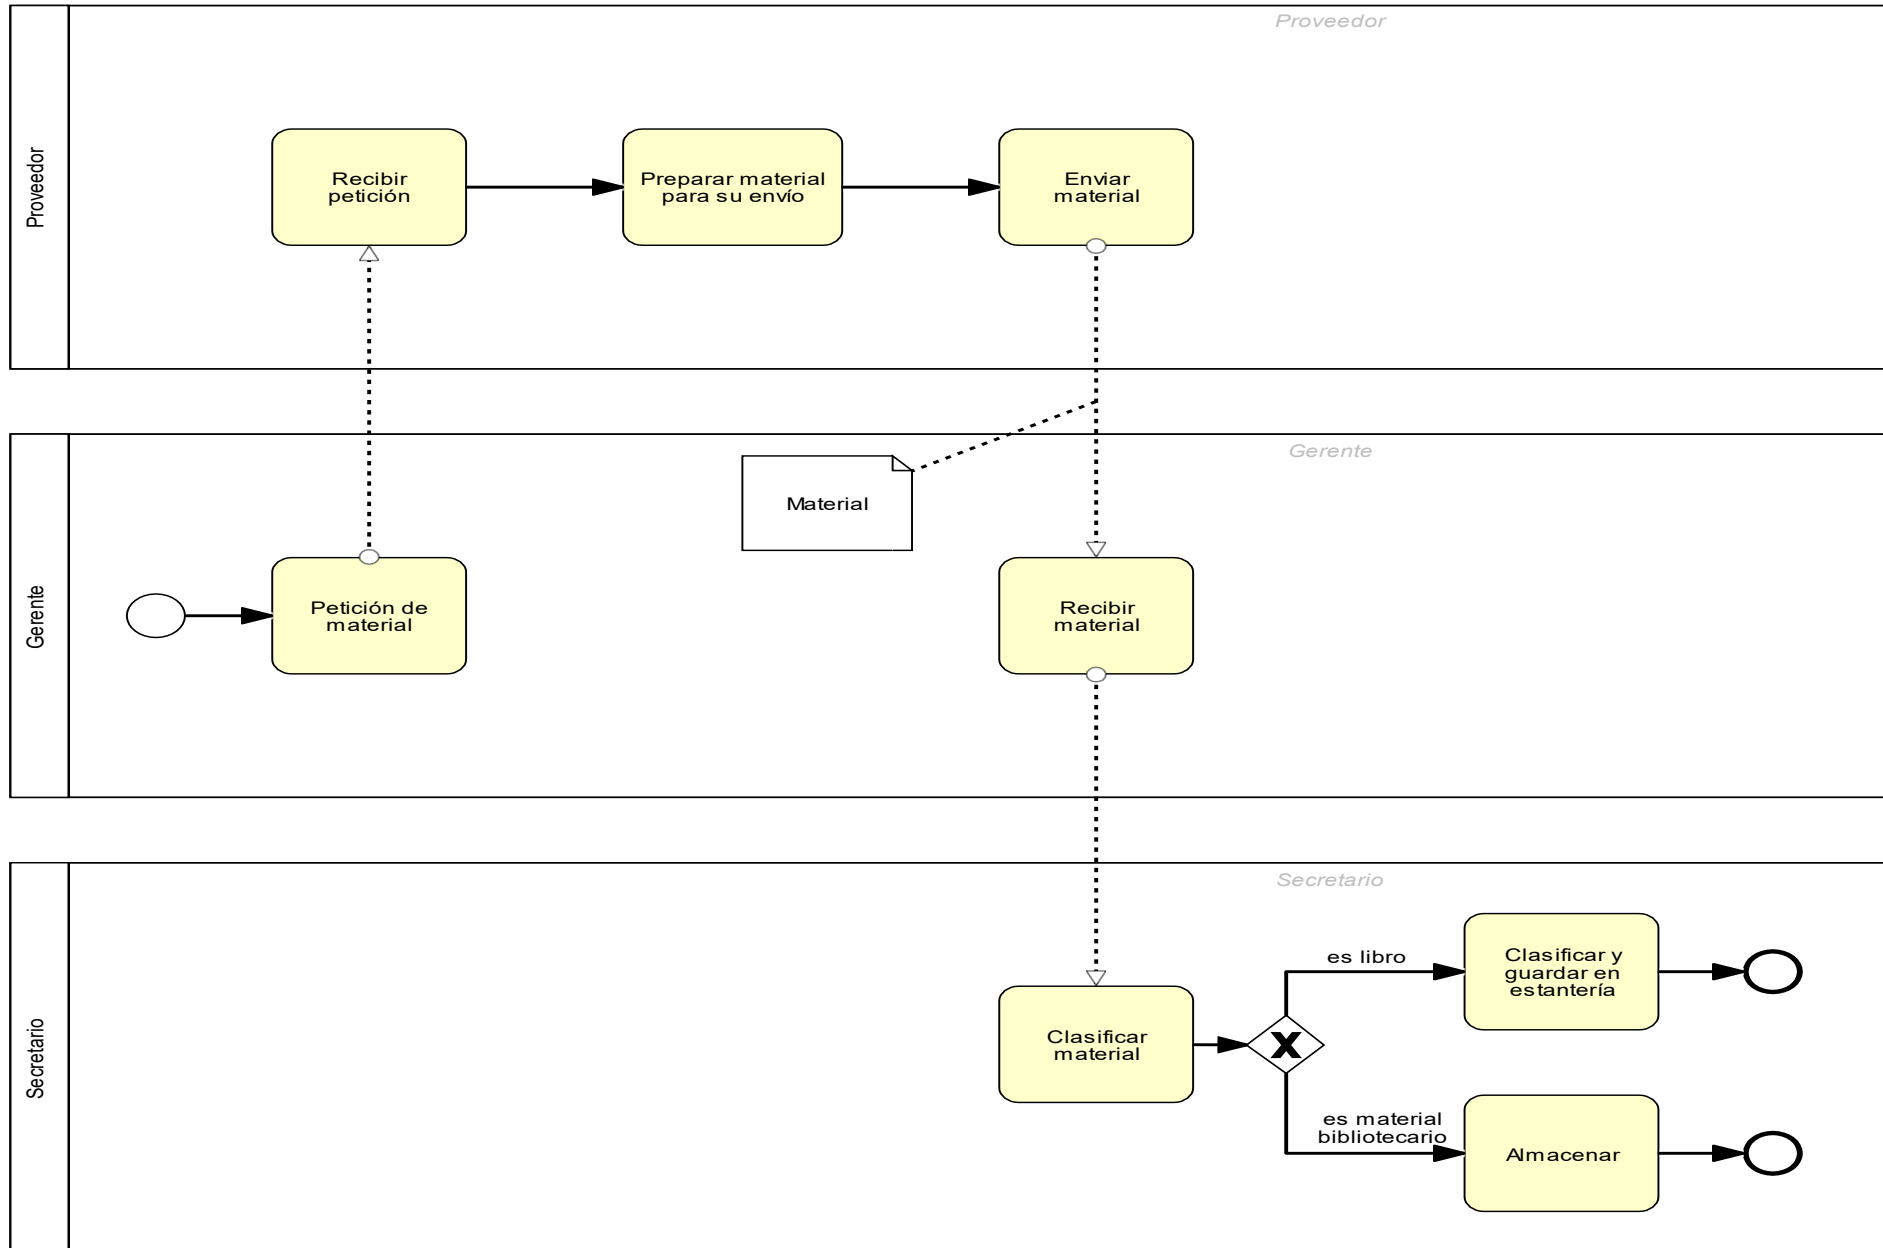 Proveedor
Proveedor
Recibir
petición
Preparar material
para su envío
Enviar
material
Gerente
Gerente
Material
Petición de
material
Recibir
material
Secretario
Secretario
es libro
Clasificar y
guardar en
estantería
Clasificar
material
X
es material
bibliotecario
Almacenar